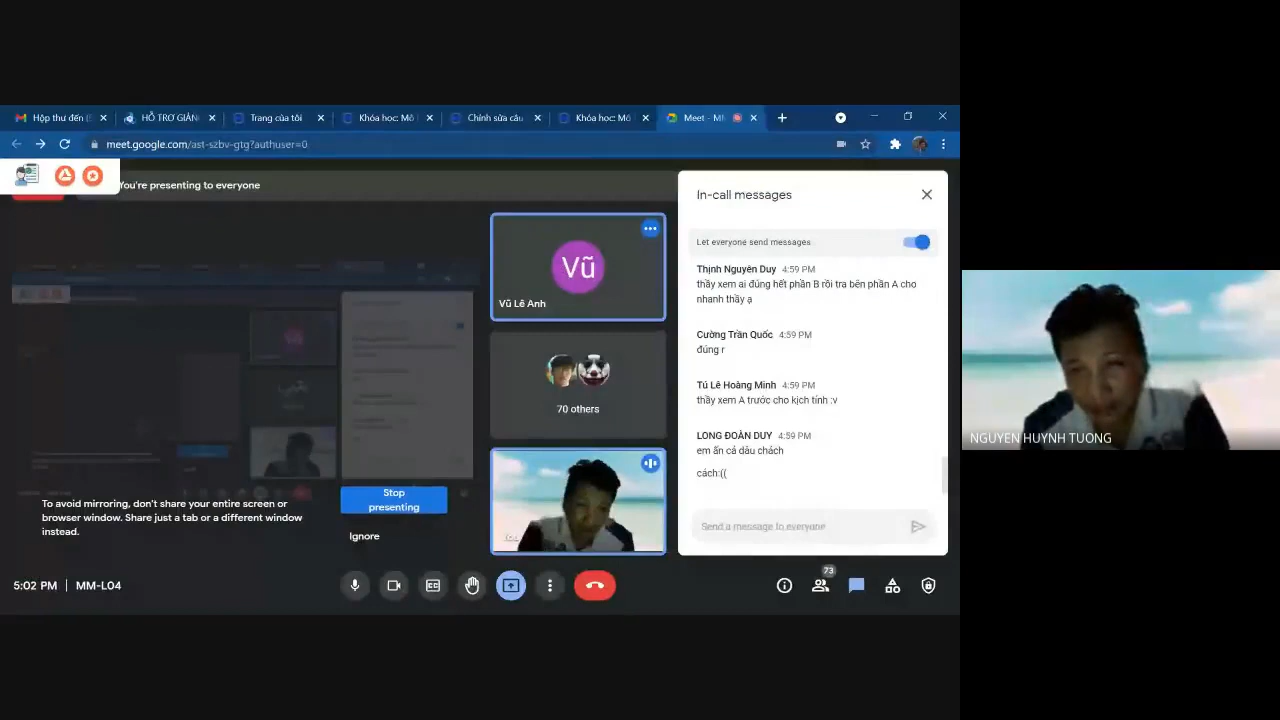 Hộp thư đến (
HỖ TRỢ GIẢN
Trang của tôi
Khóa học: Mô
Chỉnh sửa câu
Khóa học: Mô
Meet - M
meet.google.com/ast-szbv-gtg?authuser=0
You're presenting to everyone
In-call messages
Let everyone send messages
Thịnh Nguyên Duy 4:59 PM
thầy xem ai đúng hết phần B rồi tra bên phần A cho
nhanh thầy ạ
Cường Trần Quốc 4:59 PM
đúng r
Tú Lê Hoàng Minh 4:59 PM
thầy xem A trước cho kịch tính :v
LONG ĐOÀN DUY 4:59 PM
em ấn cả dâu chách
cách:((
Send a message to everyone
Vũ
Vũ Lê Anh
70 others
To avoid mirroring, don't share your entire screen or
browser window. Share just a tab or a different window
instead.
Stop
presenting
Ignore
5:02 PM | MM-L04
73
NGUYEN HUYNH TUONG